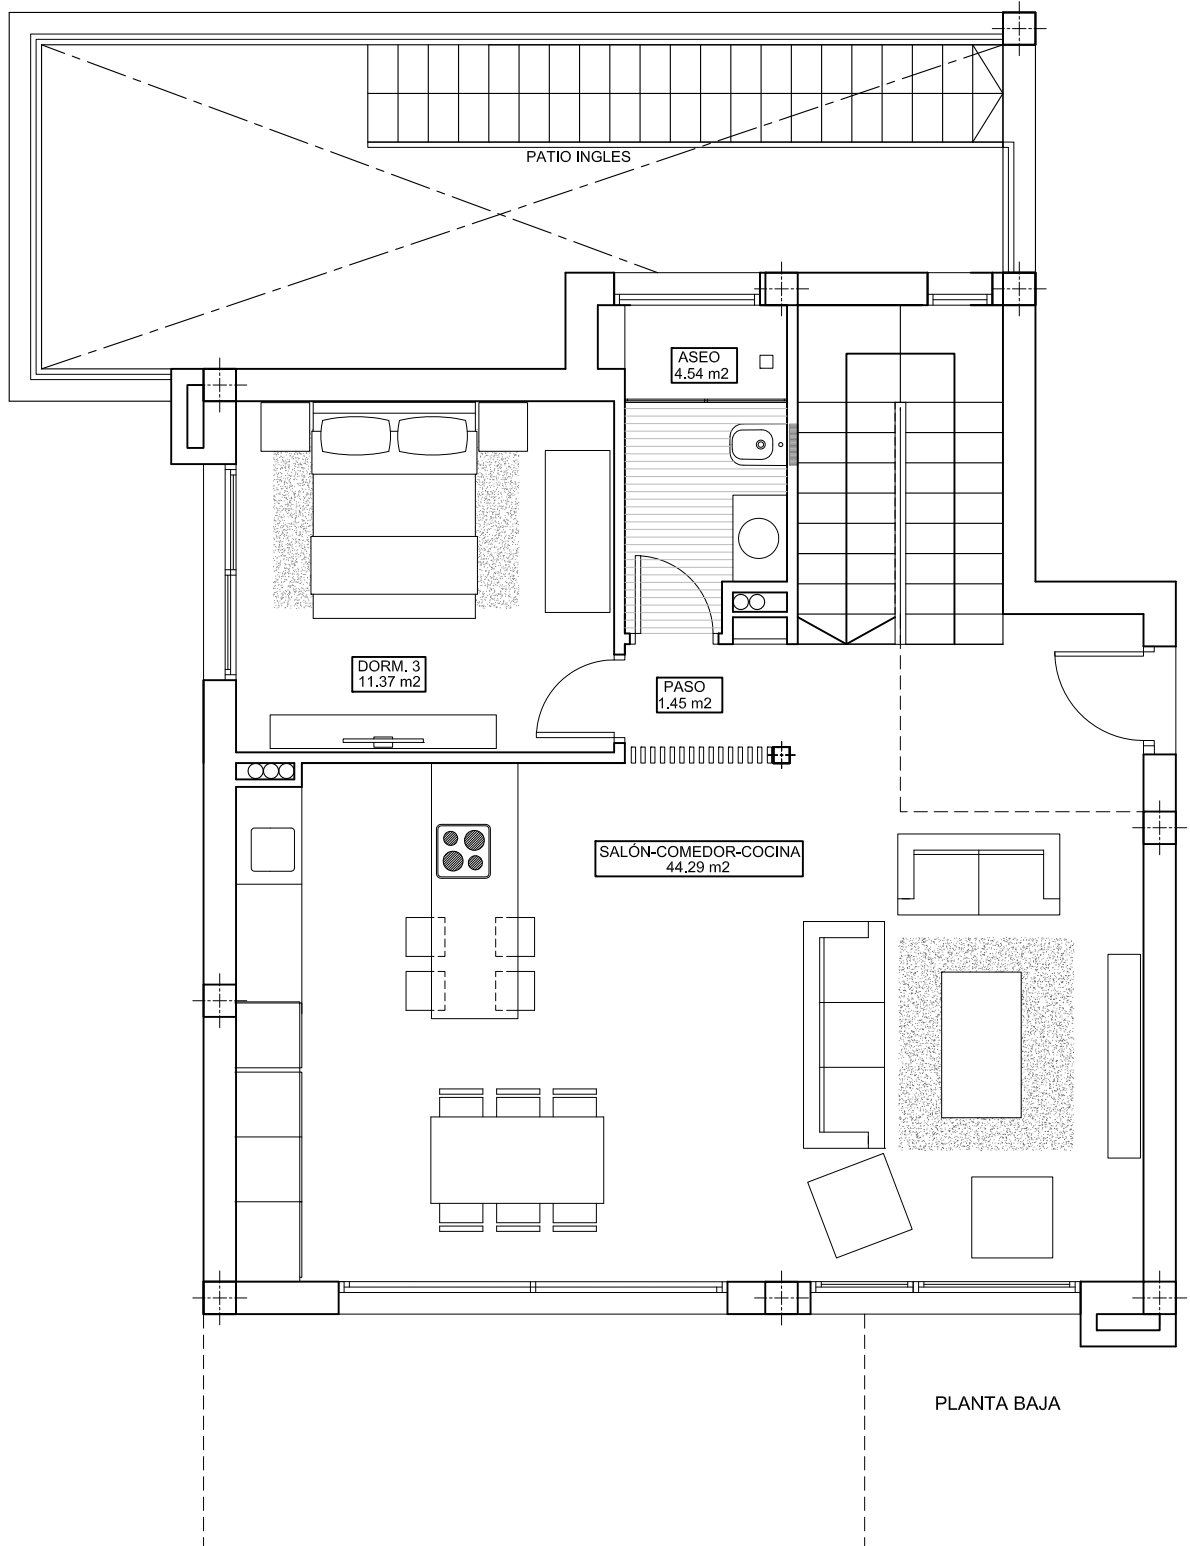 PATIO INGLES
ASEO
4.54 m2
DORM. 3
11.37 m2
PASO
1.45 m2
SALÓN-COMEDOR-COCINA
44.29 m2
PLANTA BAJA